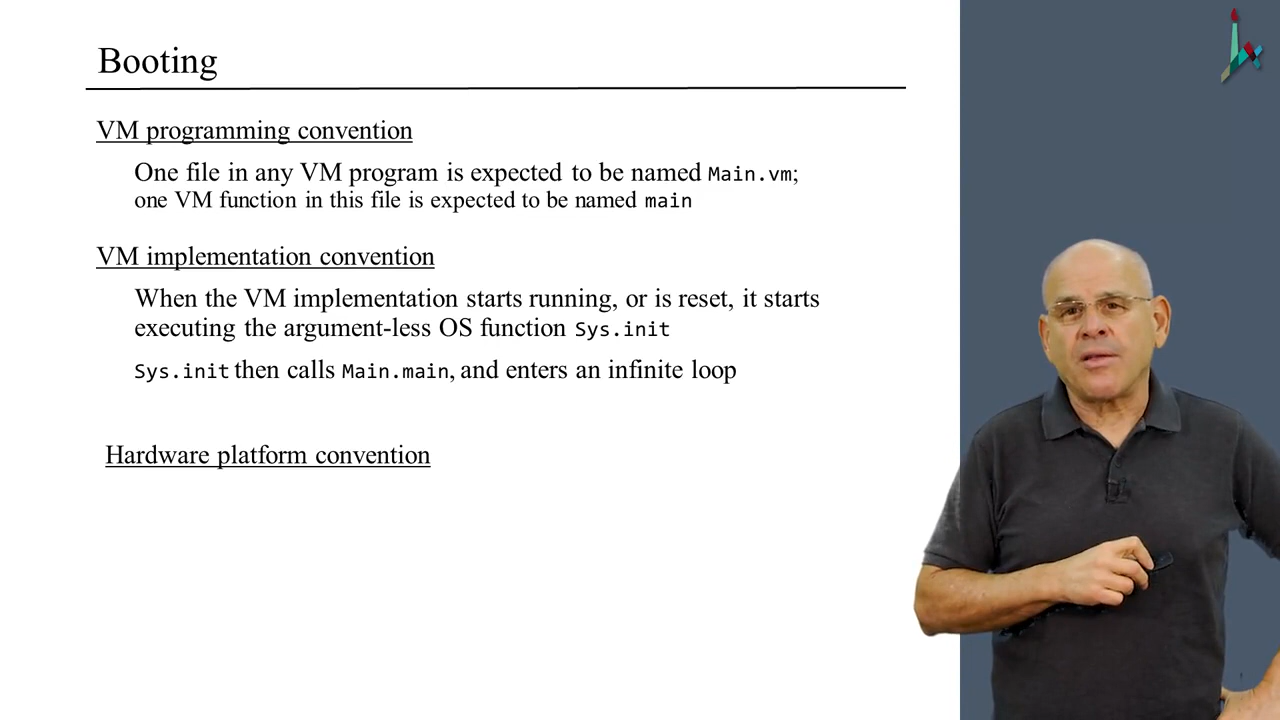 Booting
VM programming convention
One file in any VM program is expected to be named Main.vm;
one VM function in this file is expected to be named main
VM implementation convention
When the VM implementation starts running, or is reset, it starts
executing the argument-less OS function Sys.init
Sys.init then calls Main.main, and enters an infinite loop
Hardware platform convention